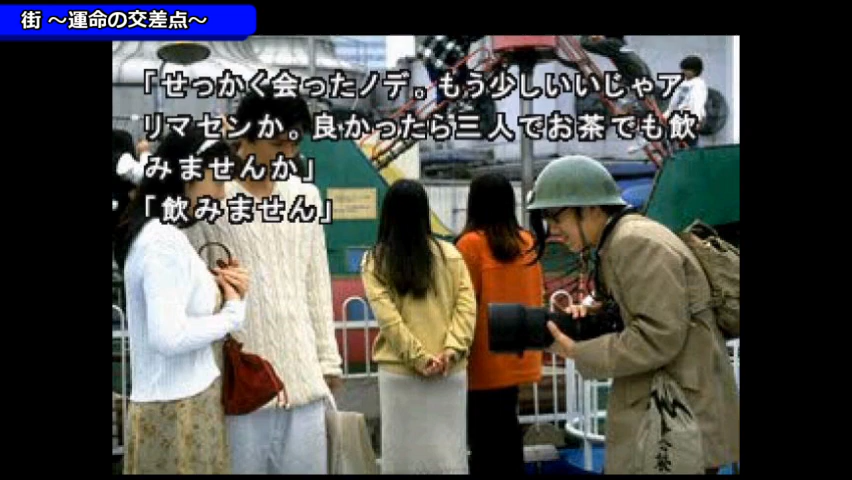 街 ～運命の交差点～
「せっかく会ったノデ。もう少しいいじゃア
リマセンか。良かったら三人でお茶でも飲
みませんか」
「飲みません」